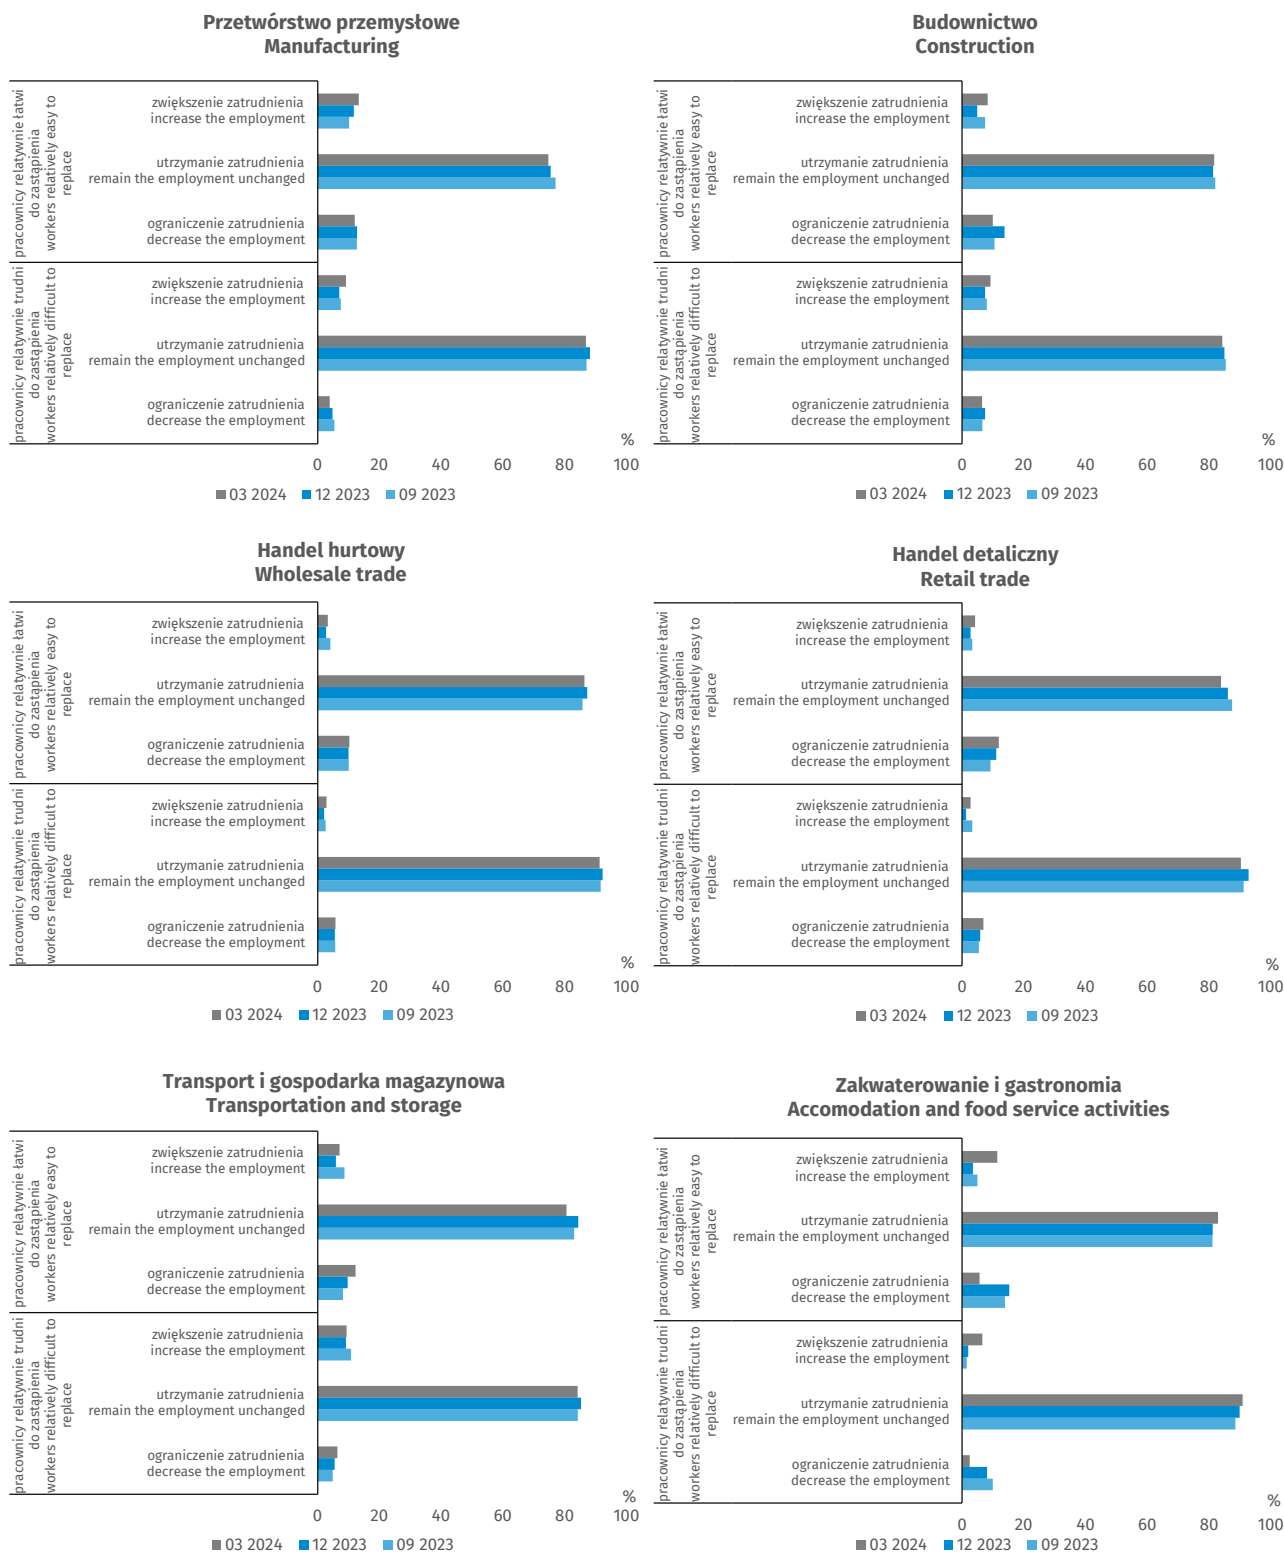 Przetwórstwo przemysłowe
Manufacturing
pracownicy relatywnie łatwi
do zastąpienia
workers relatively easy to
replace
zwiększenie zatrudnienia
increase the employment
utrzymanie zatrudnienia
remain the employment unchanged
ograniczenie zatrudnienia
decrease the employment
pracownicy relatywnie trudni
do zastąpienia
workers relatively difficult to
replace
zwiększenie zatrudnienia
increase the employment
utrzymanie zatrudnienia
remain the employment unchanged
ograniczenie zatrudnienia
decrease the employment
%
0 20 40 60 80 100
03 2024 12 2023 09 2023
Budownictwo
Construction
pracownicy relatywnie łatwi
do zastąpienia
workers relatively easy to
replace
zwiększenie zatrudnienia
increase the employment
utrzymanie zatrudnienia
remain the employment unchanged
ograniczenie zatrudnienia
decrease the employment
pracownicy relatywnie trudni
do zastąpienia
workers relatively difficult to
replace
zwiększenie zatrudnienia
increase the employment
utrzymanie zatrudnienia
remain the employment unchanged
ograniczenie zatrudnienia
decrease the employment
%
0 20 40 60 80 100
03 2024 12 2023 09 2023
Handel hurtowy
Wholesale trade
pracownicy relatywnie łatwi
do zastąpienia
workers relatively easy to
replace
zwiększenie zatrudnienia
increase the employment
utrzymanie zatrudnienia
remain the employment unchanged
ograniczenie zatrudnienia
decrease the employment
pracownicy relatywnie trudni
do zastąpienia
workers relatively difficult to
replace
zwiększenie zatrudnienia
increase the employment
utrzymanie zatrudnienia
remain the employment unchanged
ograniczenie zatrudnienia
decrease the employment
%
0 20 40 60 80 100
03 2024 12 2023 09 2023
Handel detaliczny
Retail trade
pracownicy relatywnie łatwi
do zastąpienia
workers relatively easy to
replace
zwiększenie zatrudnienia
increase the employment
utrzymanie zatrudnienia
remain the employment unchanged
ograniczenie zatrudnienia
decrease the employment
pracownicy relatywnie trudni
do zastąpienia
workers relatively difficult to
replace
zwiększenie zatrudnienia
increase the employment
utrzymanie zatrudnienia
remain the employment unchanged
ograniczenie zatrudnienia
decrease the employment
%
0 20 40 60 80 100
03 2024 12 2023 09 2023
Transport i gospodarka magazynowa
Transportation and storage
pracownicy relatywnie łatwi
do zastąpienia
workers relatively easy to
replace
zwiększenie zatrudnienia
increase the employment
utrzymanie zatrudnienia
remain the employment unchanged
ograniczenie zatrudnienia
decrease the employment
pracownicy relatywnie trudni
do zastąpienia
workers relatively difficult to
replace
zwiększenie zatrudnienia
increase the employment
utrzymanie zatrudnienia
remain the employment unchanged
ograniczenie zatrudnienia
decrease the employment
%
0 20 40 60 80 100
03 2024 12 2023 09 2023
Zakwaterowanie i gastronomia
Accomodation and food service activities
pracownicy relatywnie łatwi
do zastąpienia
workers relatively easy to
replace
zwiększenie zatrudnienia
increase the employment
utrzymanie zatrudnienia
remain the employment unchanged
ograniczenie zatrudnienia
decrease the employment
pracownicy relatywnie trudni
do zastąpienia
workers relatively difficult to
replace
zwiększenie zatrudnienia
increase the employment
utrzymanie zatrudnienia
remain the employment unchanged
ograniczenie zatrudnienia
decrease the employment
%
0 20 40 60 80 100
03 2024 12 2023 09 2023